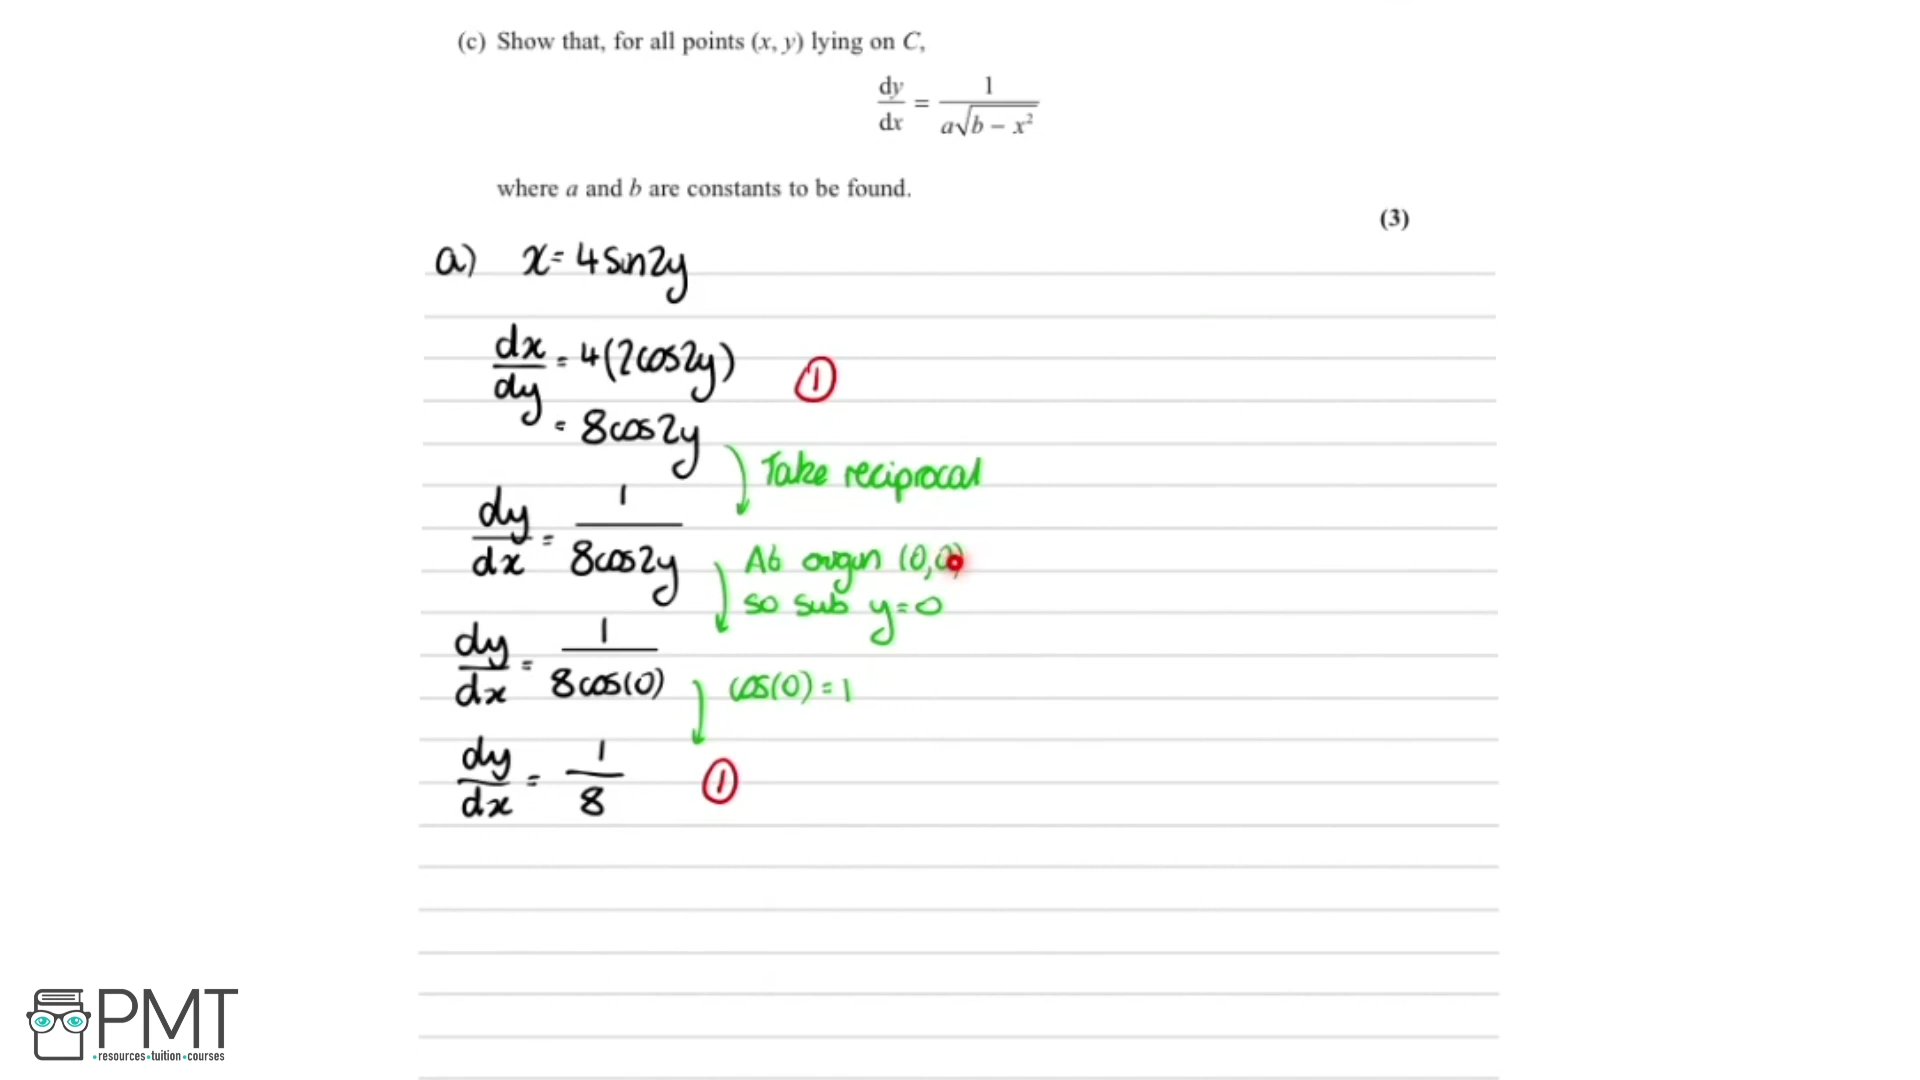 (c) Show that, for all points (x, y) lying on C,
dy/dx = 1/(a√(b − x²))
where a and b are constants to be found.
(3)
a) x = 4sin2y
dx/dy = 4(2cos2y) ①
= 8cos2y
Take reciprocal
dy/dx = 1/(8cos2y)
At origin (0,0)
so sub y=0
dy/dx = 1/(8cos(0))
cos(0) = 1
dy/dx = 1/8 ①
PMT
•resources•tuition•courses